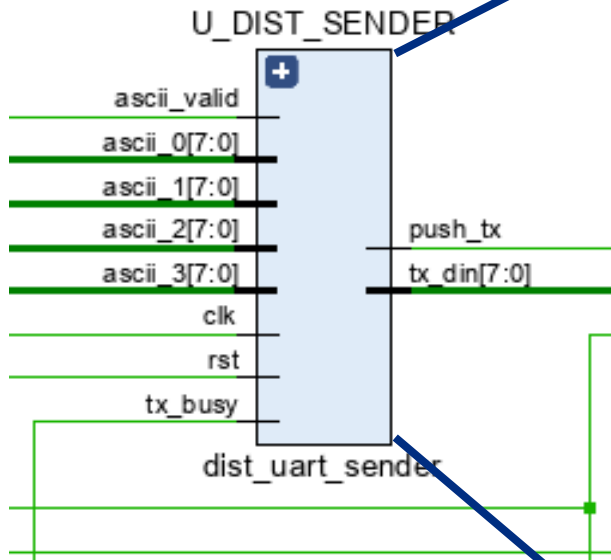 U_DIST_SENDER
ascii_valid
ascii_0[7:0]
ascii_1[7:0]
ascii_2[7:0]
ascii_3[7:0]
clk
rst
tx_busy
push_tx
tx_din[7:0]
dist_uart_sender